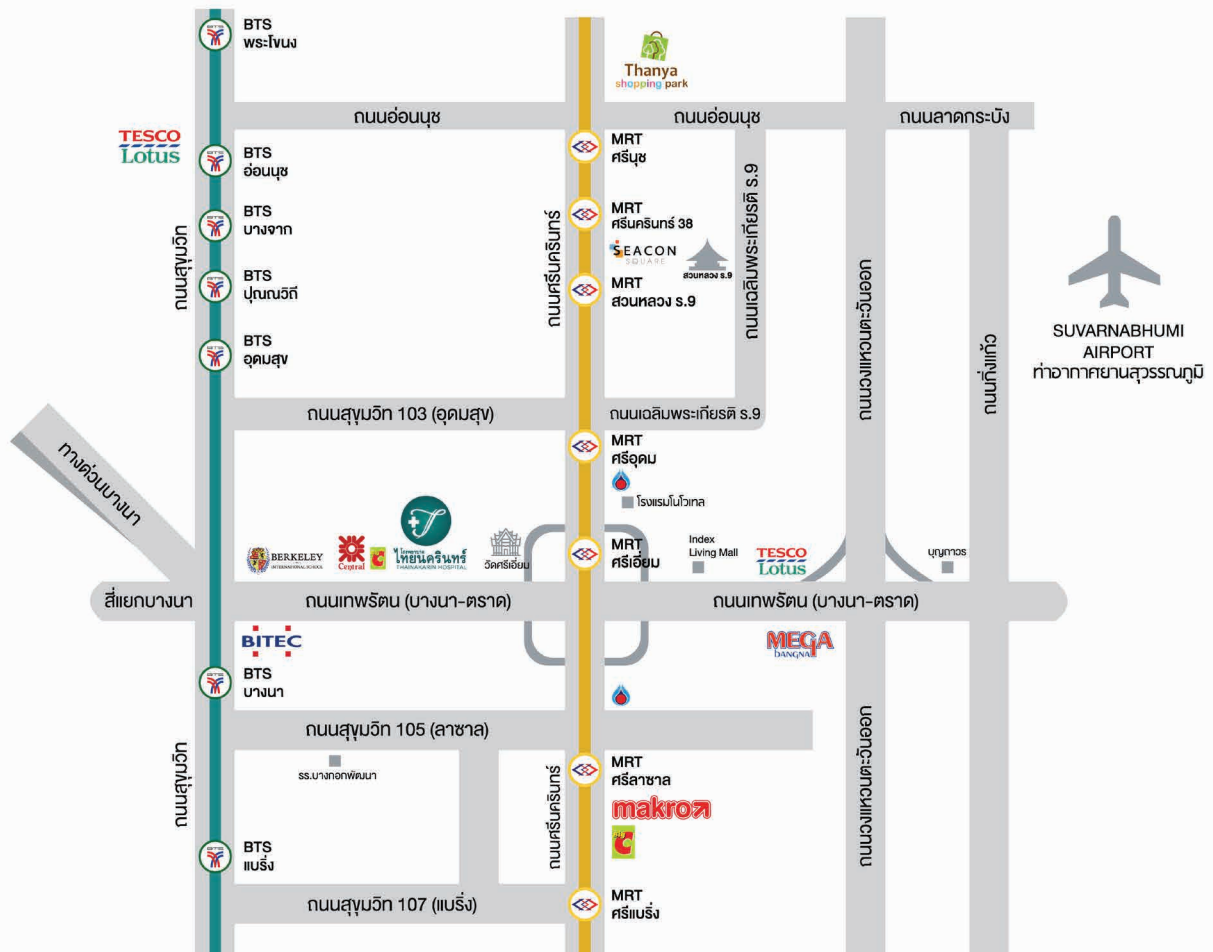 BTS
พระโขนง
Thanya
shopping park
ถนนอ่อนนุช
ถนนอ่อนนุช
ถนนลาดกระบัง
TESCO
Lotus
BTS
อ่อนนุช
MRT
ศรีนุช
BTS
บางจาก
MRT
ศรีนครินทร์ 38
ถนนสุขุมวิท
ถนนศรีนครินทร์
SEACON
SQUARE
สวนหลวง ร.9
ถนนเฉลิมพระเกียรติ ร.9
BTS
ปุณณวิถี
MRT
สวนหลวง ร.9
ถนนวงแหวนตะวันออก
ถนนกิ่งแก้ว
SUVARNABHUMI
AIRPORT
ท่าอากาศยานสุวรรณภูมิ
BTS
อุดมสุข
ถนนสุขุมวิท 103 (อุดมสุข)
ถนนเฉลิมพระเกียรติ ร.9
MRT
ศรีอุดม
ทางด่วนบางนา
โรงแรมโนโวเทล
BERKELEY
INTERNATIONAL SCHOOL
Central
Big C
โรงพยาบาล
ไทยนครินทร์
THAINAKARIN HOSPITAL
วัดศรีเอี่ยม
MRT
ศรีเอี่ยม
Index
Living Mall
TESCO
Lotus
บุญถาวร
สี่แยกบางนา
ถนนเทพรัตน (บางนา-ตราด)
ถนนเทพรัตน (บางนา-ตราด)
BITEC
MEGA
bangna
BTS
บางนา
ถนนสุขุมวิท 105 (ลาซาล)
ถนนวงแหวนตะวันออก
ถนนสุขุมวิท
รร.บางกอกพัฒนา
ถนนศรีนครินทร์
MRT
ศรีลาซาล
makro
Big C
BTS
แบริ่ง
ถนนสุขุมวิท 107 (แบริ่ง)
MRT
ศรีแบริ่ง